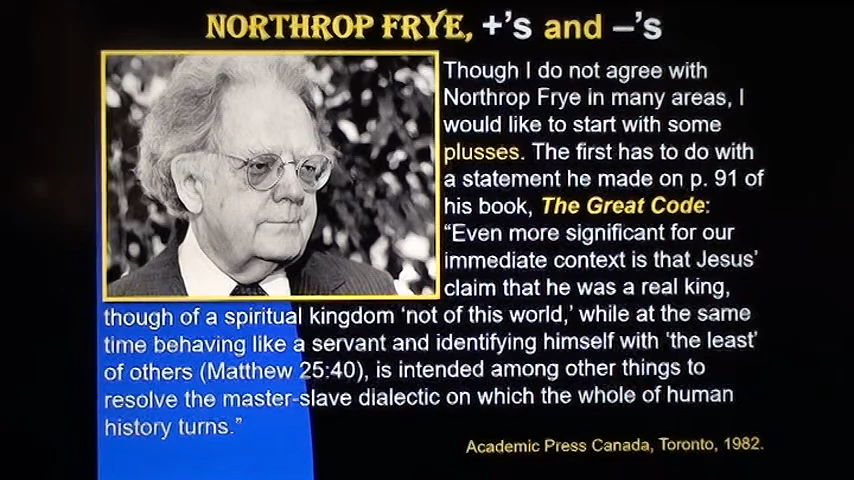 NORTHROP FRYE, +’s and –’s
Though I do not agree with
Northrop Frye in many areas, I
would like to start with some
plusses. The first has to do with
a statement he made on p. 91 of
his book, The Great Code:
“Even more significant for our
immediate context is that Jesus’
claim that he was a real king,
though of a spiritual kingdom ‘not of this world,’ while at the same
time behaving like a servant and identifying himself with ‘the least’
of others (Matthew 25:40), is intended among other things to
resolve the master-slave dialectic on which the whole of human
history turns.”
Academic Press Canada, Toronto, 1982.